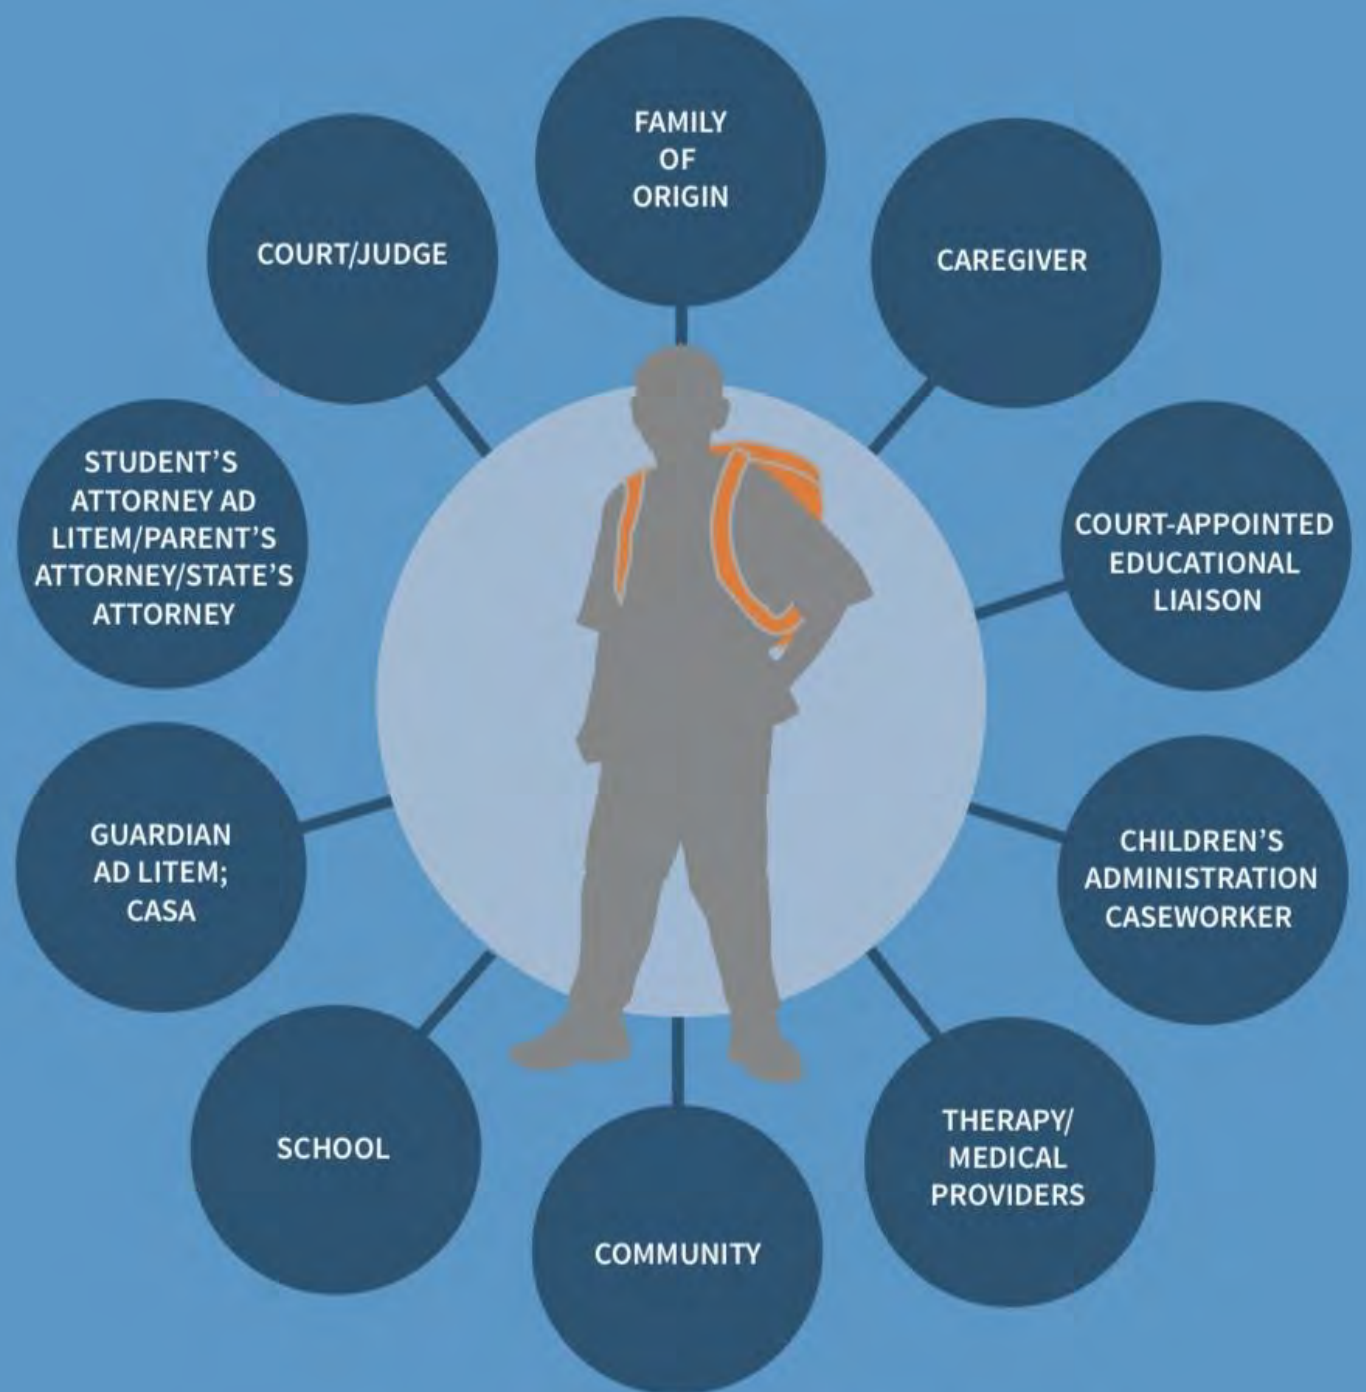 FAMILY
OF
ORIGIN
CAREGIVER
COURT-APPOINTED
EDUCATIONAL
LIAISON
CHILDREN’S
ADMINISTRATION
CASEWORKER
THERAPY/
MEDICAL
PROVIDERS
COMMUNITY
SCHOOL
GUARDIAN
AD LITEM;
CASA
STUDENT’S
ATTORNEY AD
LITEM/PARENT’S
ATTORNEY/STATE’S
ATTORNEY
COURT/JUDGE